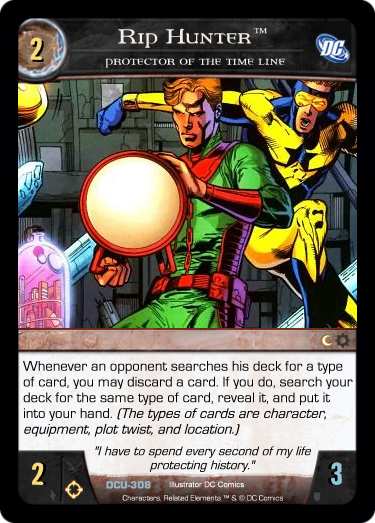 2
Rip Hunter™
DC
PROTECTOR OF THE TIME LINE
Whenever an opponent searches his deck for a type
of card, you may discard a card. If you do, search your
deck for the same type of card, reveal it, and put it
into your hand. (The types of cards are character,
equipment, plot twist, and location.)
"I have to spend every second of my life
protecting history."
2
3
DCU-308 Illustrator DC Comics
Characters, Related Elements ™ & © DC Comics